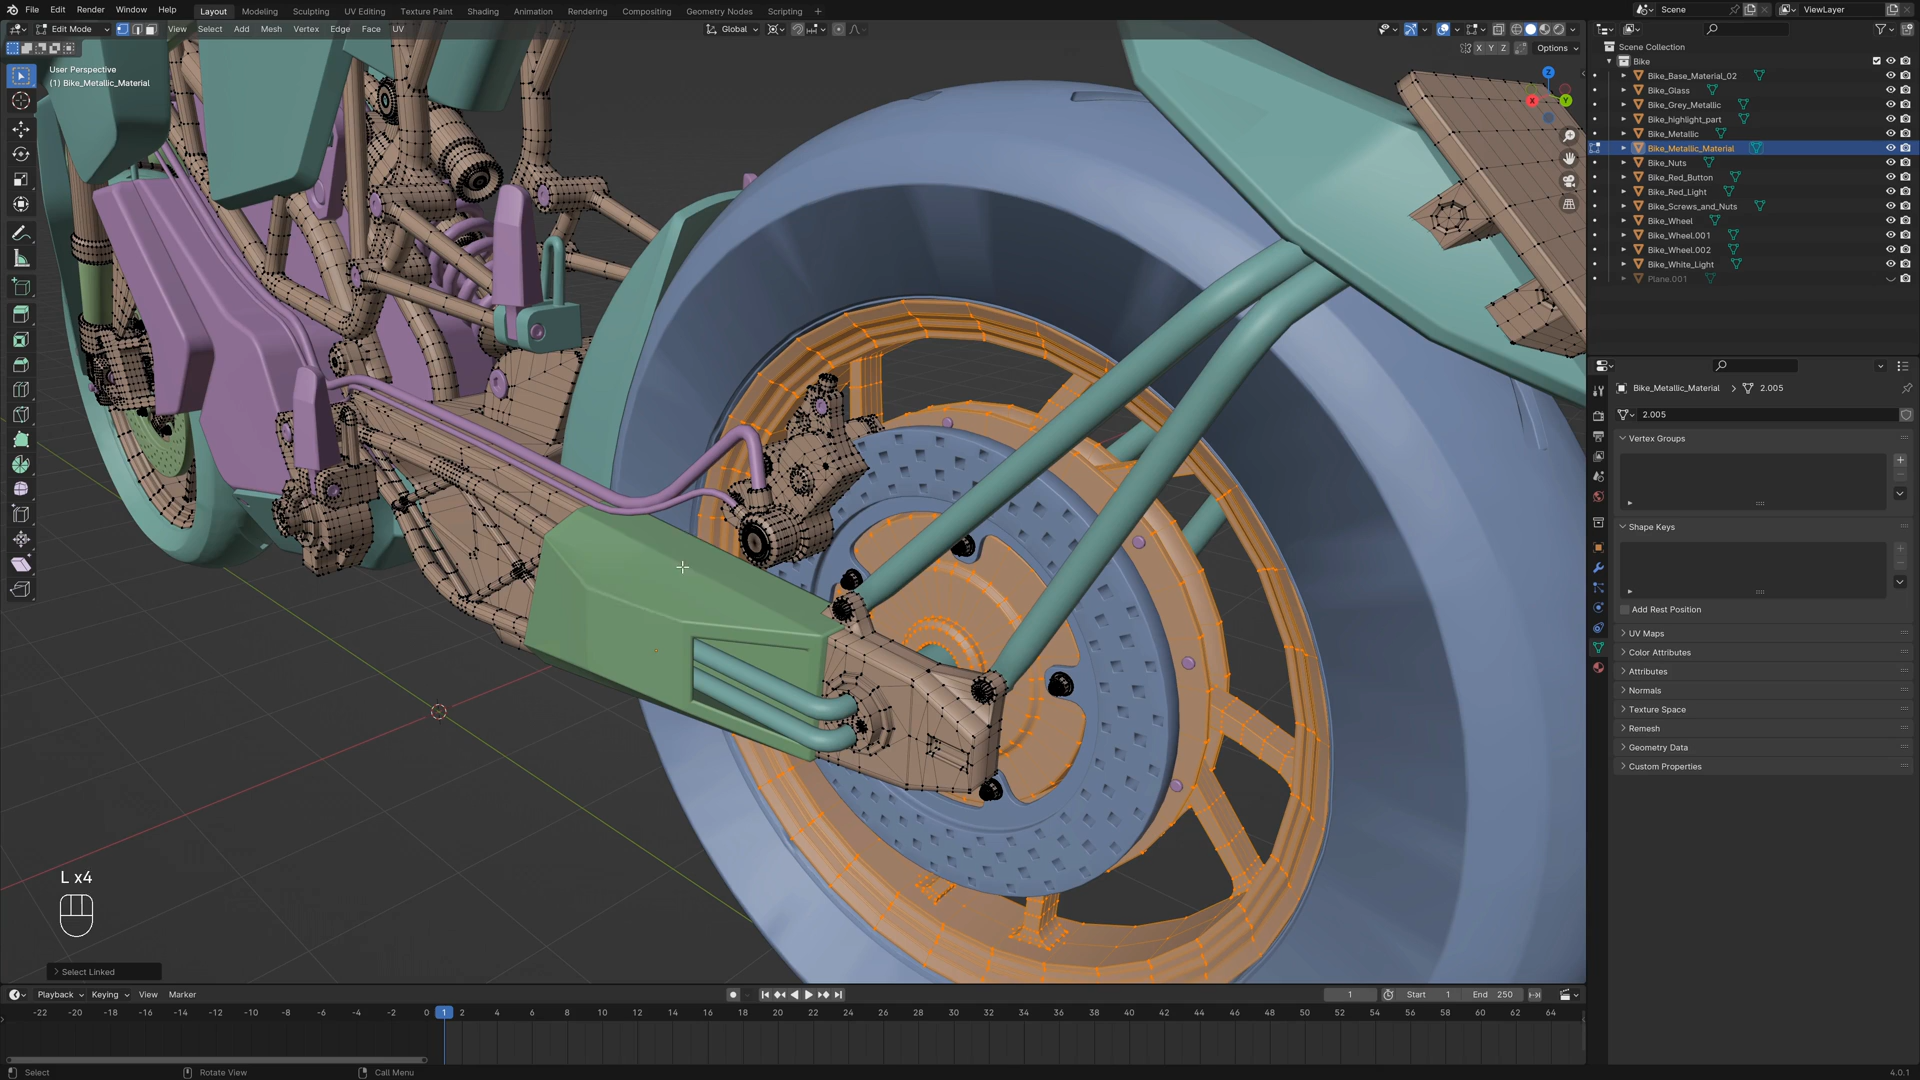 File Edit Render Window Help Layout Modeling Sculpting UV Editing Texture Paint Shading Animation Rendering Compositing Geometry Nodes Scripting + Scene ViewLayer
Edit Mode View Select Add Mesh Vertex Edge Face UV Global
X Y Z Options
User Perspective
(1) Bike_Metallic_Material
Z
X Y
L x4
Select Linked
Scene Collection
Bike
Bike_Base_Material_02
Bike_Glass
Bike_Grey_Metallic
Bike_highlight_part
Bike_Metallic
Bike_Metallic_Material
Bike_Nuts
Bike_Red_Button
Bike_Red_Light
Bike_Screws_and_Nuts
Bike_Wheel
Bike_Wheel.001
Bike_Wheel.002
Bike_White_Light
Plane.001
Bike_Metallic_Material > 2.005
2.005
Vertex Groups
Shape Keys
Add Rest Position
UV Maps
Color Attributes
Attributes
Normals
Texture Space
Remesh
Geometry Data
Custom Properties
Playback Keying View Marker 1 Start 1 End 250
-22 -20 -18 -16 -14 -12 -10 -8 -6 -4 -2 0 1 2 4 6 8 10 12 14 16 18 20 22 24 26 28 30 32 34 36 38 40 42 44 46 48 50 52 54 56 58 60 62 64
Select Rotate View Call Menu 4.0.1